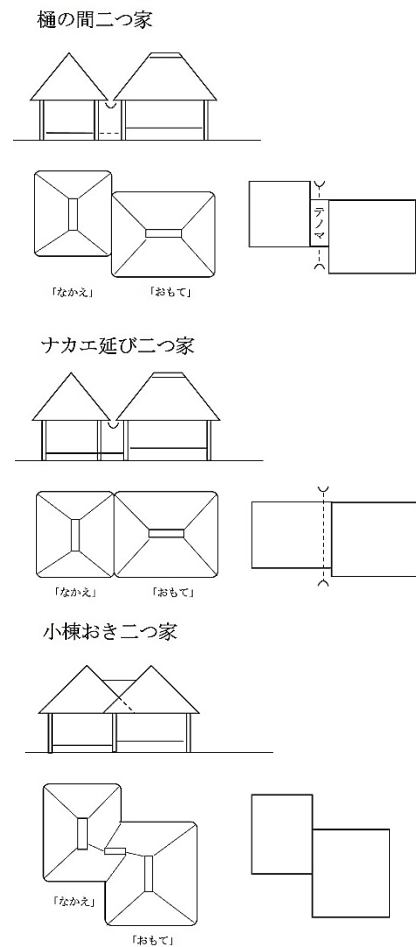 樋の間二つ家
テノマ
「なかえ」
「おもて」
ナカエ延び二つ家
「なかえ」
「おもて」
小棟おき二つ家
「なかえ」
「おもて」